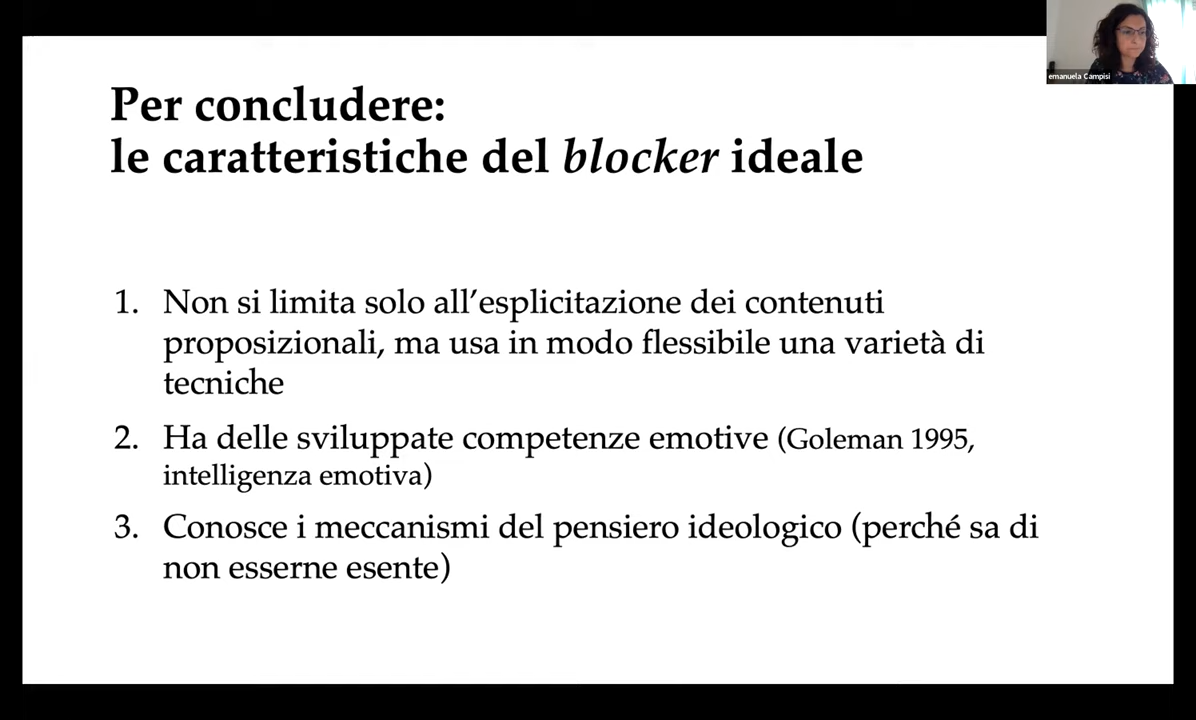 emanuela Campisi
Per concludere:
le caratteristiche del blocker ideale
1. Non si limita solo all'esplicitazione dei contenuti
proposizionali, ma usa in modo flessibile una varietà di
tecniche
2. Ha delle sviluppate competenze emotive (Goleman 1995,
intelligenza emotiva)
3. Conosce i meccanismi del pensiero ideologico (perché sa di
non esserne esente)